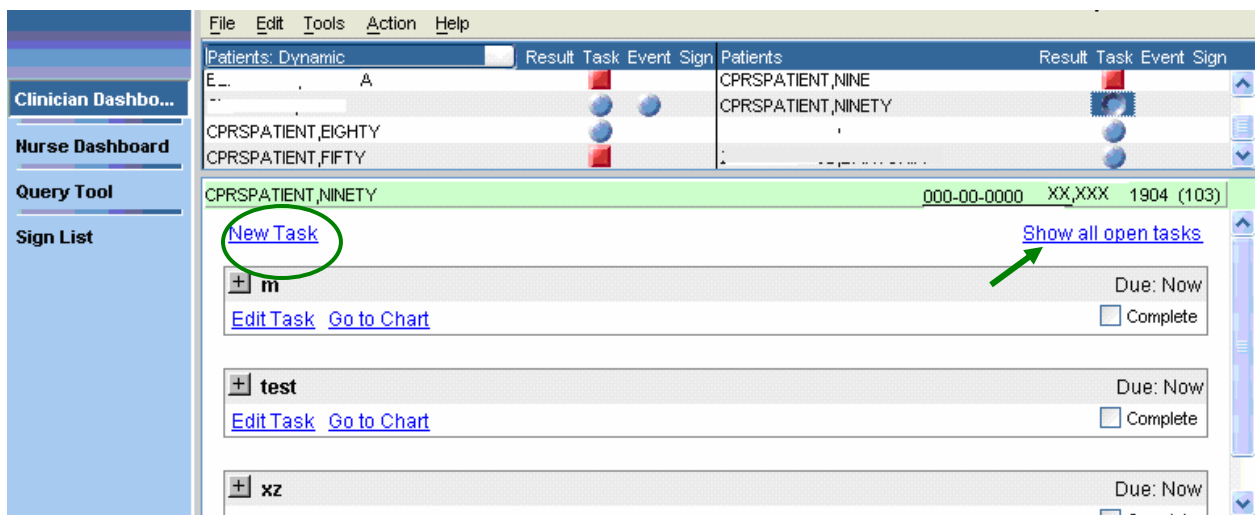 File Edit Tools Action Help
Patients: Dynamic Result Task Event Sign Patients Result Task Event Sign
A CPRSPATIENT,NINE
CPRSPATIENT,NINETY
CPRSPATIENT,EIGHTY
CPRSPATIENT,FIFTY
Clinician Dashbo...
Nurse Dashboard
Query Tool
Sign List
CPRSPATIENT,NINETY 000-00-0000 XX,XXX 1904 (103)
New Task Show all open tasks
+ m Due: Now
Edit Task Go to Chart Complete
+ test Due: Now
Edit Task Go to Chart Complete
+ xz Due: Now